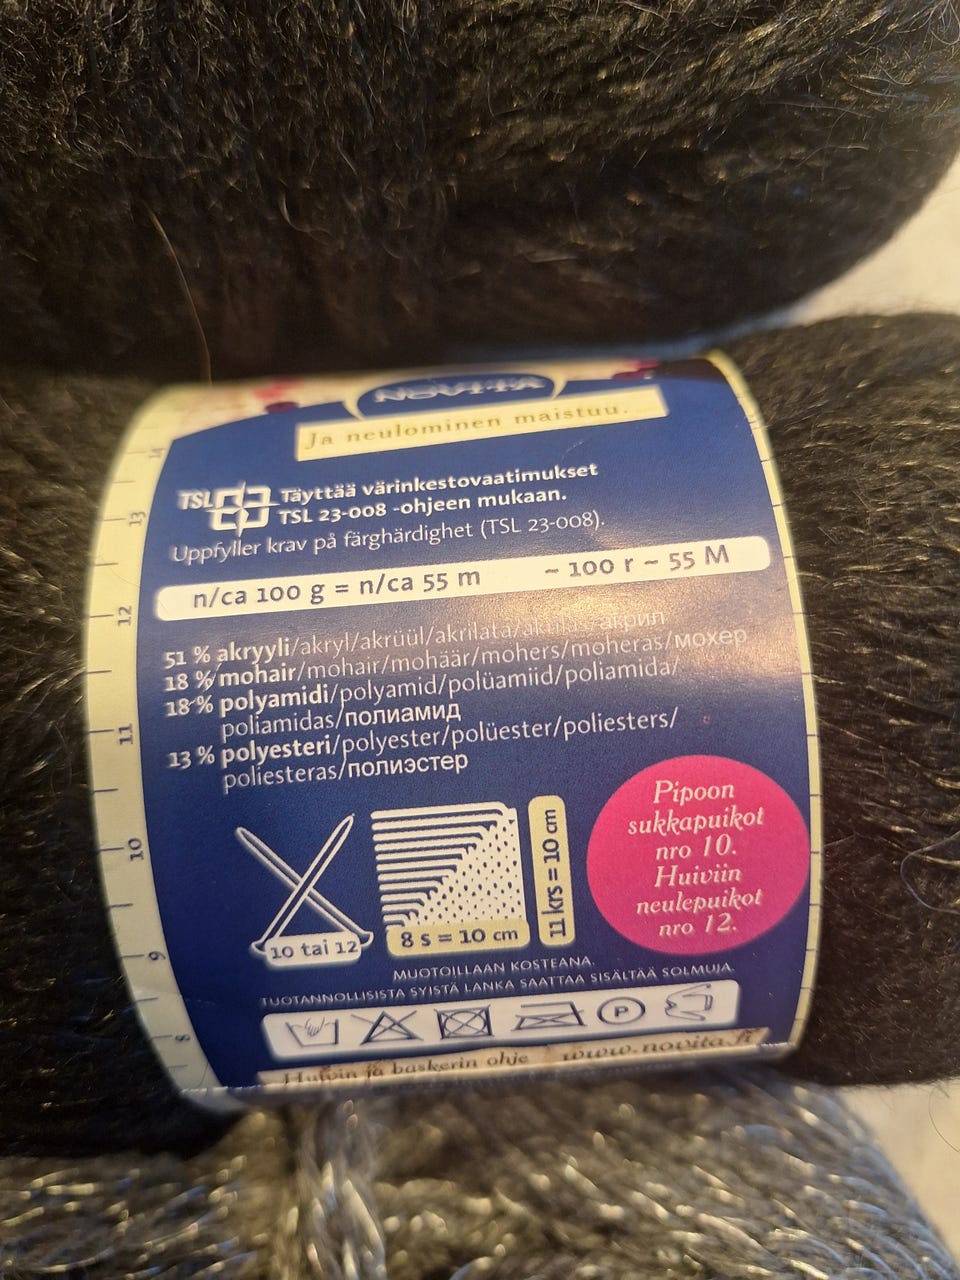 NOVITA
Ja neulominen maistuu.
TSL Täyttää värinkestovaatimukset
TSL 23-008 -ohjeen mukaan.
Uppfyller krav på färghärdighet (TSL 23-008).
n/ca 100 g = n/ca 55 m ~ 100 г ~ 55 M
51 % akryyli/akryl/akrüül/akrilata/akrilas/акрил
18 % mohair/mohair/mohäär/mohers/moheras/мохер
18 % polyamidi/polyamid/polüamiid/poliamida/
poliamidas/полиамид
13 % polyesteri/polyester/polüester/poliesters/
poliesteras/полиэстер
10 tai 12
8 s = 10 cm
11 krs = 10 cm
Pipoon
sukkapuikot
nro 10.
Huiviin
neulepuikot
nro 12.
MUOTOILLAAN KOSTEANA.
TUOTANNOLLISISTA SYISTÄ LANKA SAATTAA SISÄLTÄÄ SOLMUJA.
P
Huivin ja baskerin ohje www.novita.fi
14
13
12
11
10
9
8